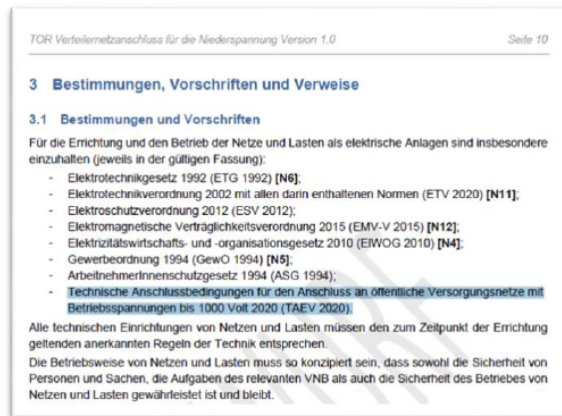 TOR Verteilernetzanschluss für die Niederspannung Version 1.0 Seite 10
3 Bestimmungen, Vorschriften und Verweise
3.1 Bestimmungen und Vorschriften
Für die Errichtung und den Betrieb der Netze und Lasten als elektrische Anlagen sind insbesondere
einzuhalten (jeweils in der gültigen Fassung):
- Elektrotechnikgesetz 1992 (ETG 1992) [N6];
- Elektrotechnikverordnung 2002 mit allen darin enthaltenen Normen (ETV 2020) [N11];
- Elektroschutzverordnung 2012 (ESV 2012);
- Elektromagnetische Verträglichkeitsverordnung 2015 (EMV-V 2015) [N12];
- Elektrizitätswirtschafts- und -organisationsgesetz 2010 (ElWOG 2010) [N4];
- Gewerbeordnung 1994 (GewO 1994) [N5];
- ArbeitnehmerInnenschutzgesetz 1994 (ASG 1994);
- Technische Anschlussbedingungen für den Anschluss an öffentliche Versorgungsnetze mit
Betriebsspannungen bis 1000 Volt 2020 (TAEV 2020).
Alle technischen Einrichtungen von Netzen und Lasten müssen den zum Zeitpunkt der Errichtung
geltenden anerkannten Regeln der Technik entsprechen.
Die Betriebsweise von Netzen und Lasten muss so konzipiert sein, dass sowohl die Sicherheit von
Personen und Sachen, die Aufgaben des relevanten VNB als auch die Sicherheit des Betriebes von
Netzen und Lasten gewährleistet ist und bleibt.